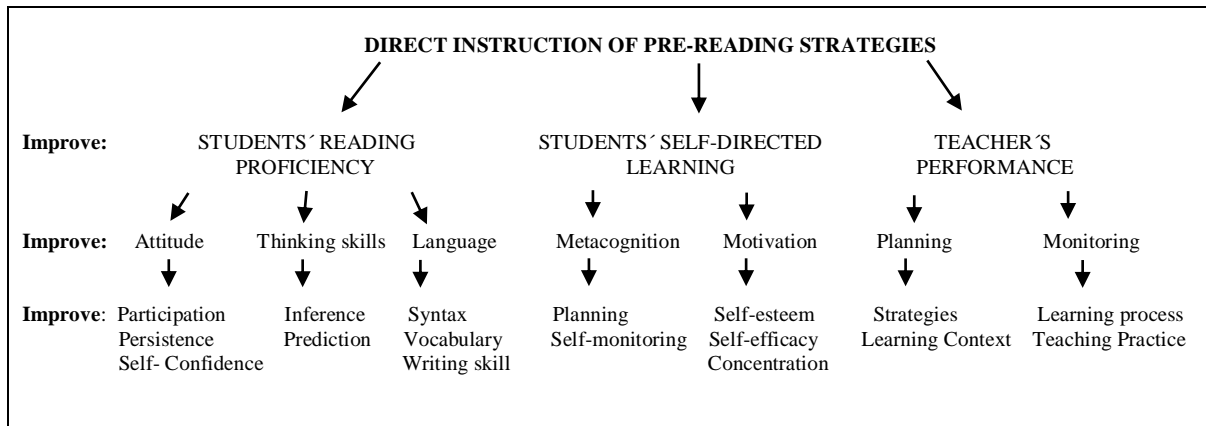 DIRECT INSTRUCTION OF PRE-READING STRATEGIES
Improve: STUDENTS´ READING STUDENTS´ SELF-DIRECTED TEACHER´S
PROFICIENCY LEARNING PERFORMANCE
Improve: Attitude Thinking skills Language Metacognition Motivation Planning Monitoring
Improve: Participation Inference Syntax Planning Self-esteem Strategies Learning process
Persistence Prediction Vocabulary Self-monitoring Self-efficacy Learning Context Teaching Practice
Self- Confidence Writing skill Concentration